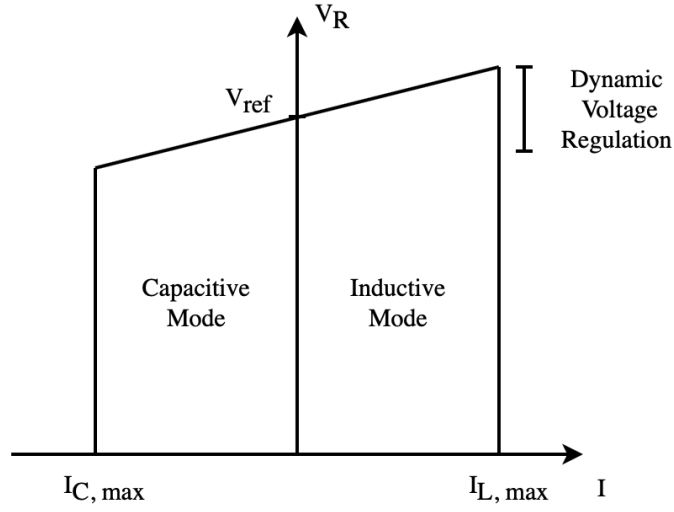 V_R
V_ref
Dynamic
Voltage
Regulation
Capacitive
Mode
Inductive
Mode
I_C, max
I_L, max
I